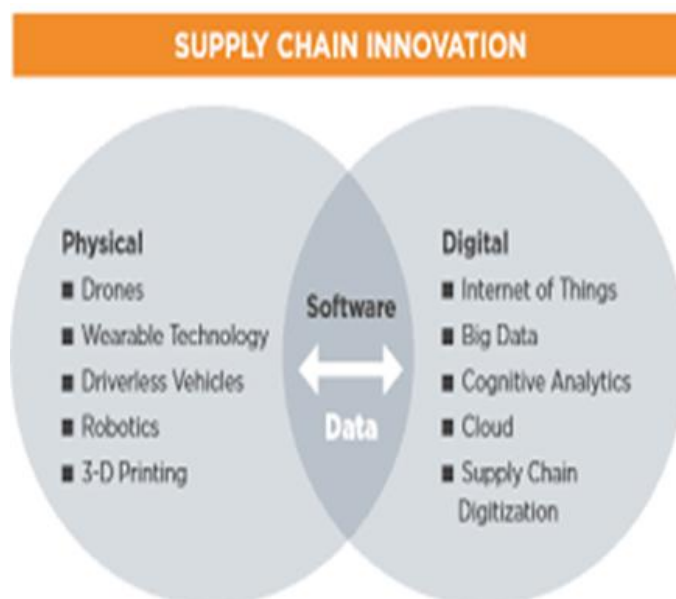 SUPPLY CHAIN INNOVATION
Physical
■ Drones
■ Wearable Technology
■ Driverless Vehicles
■ Robotics
■ 3-D Printing
Software
Data
Digital
■ Internet of Things
■ Big Data
■ Cognitive Analytics
■ Cloud
■ Supply Chain
Digitization